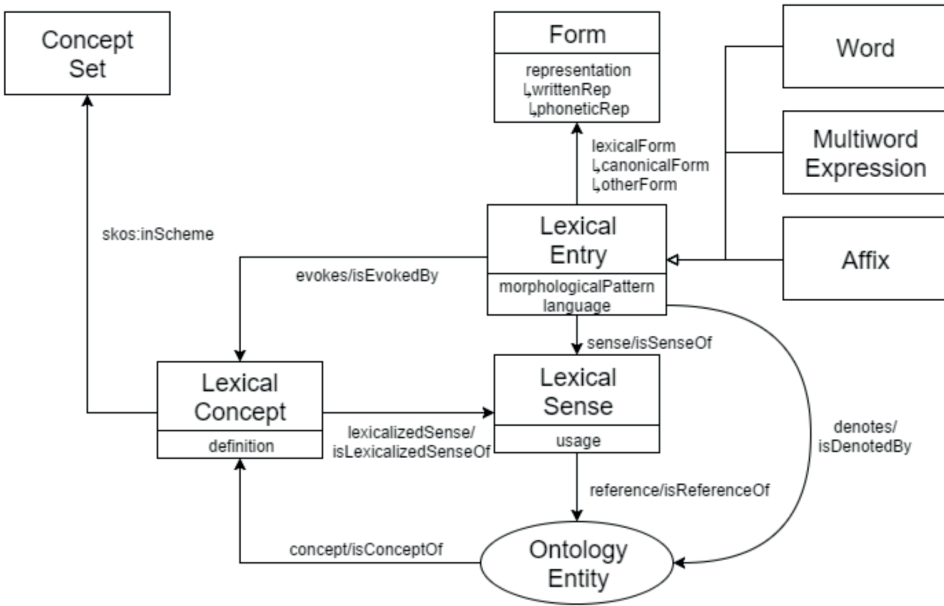 Concept
Set
Form
representation
↳writtenRep
↳phoneticRep
Word
Multiword
Expression
Affix
lexicalForm
↳canonicalForm
↳otherForm
Lexical
Entry
morphologicalPattern
language
skos:inScheme
evokes/isEvokedBy
sense/isSenseOf
Lexical
Concept
definition
lexicalizedSense/
isLexicalizedSenseOf
Lexical
Sense
usage
denotes/
isDenotedBy
reference/isReferenceOf
concept/isConceptOf
Ontology
Entity